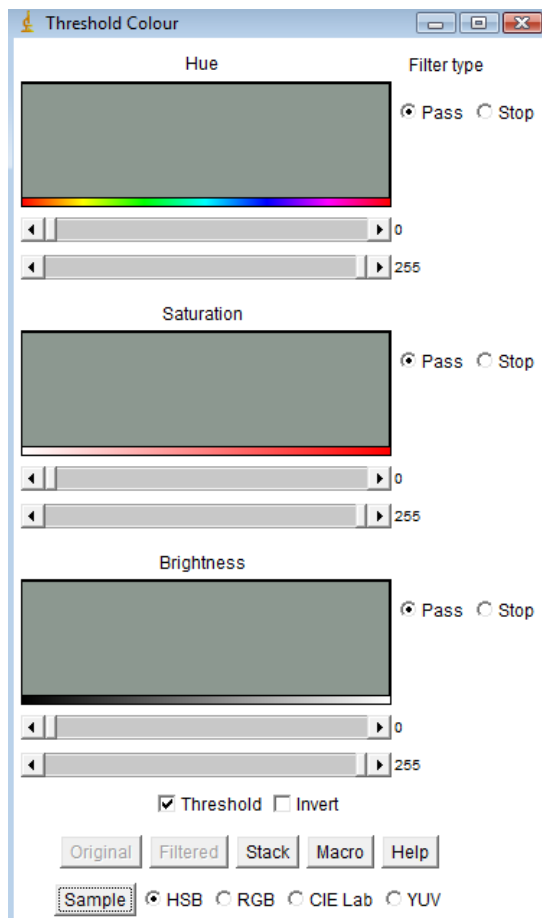 Threshold Colour
Hue
Filter type
Pass Stop
0
255
Saturation
Pass Stop
0
255
Brightness
Pass Stop
0
255
Threshold Invert
Original Filtered Stack Macro Help
Sample HSB RGB CIE Lab YUV